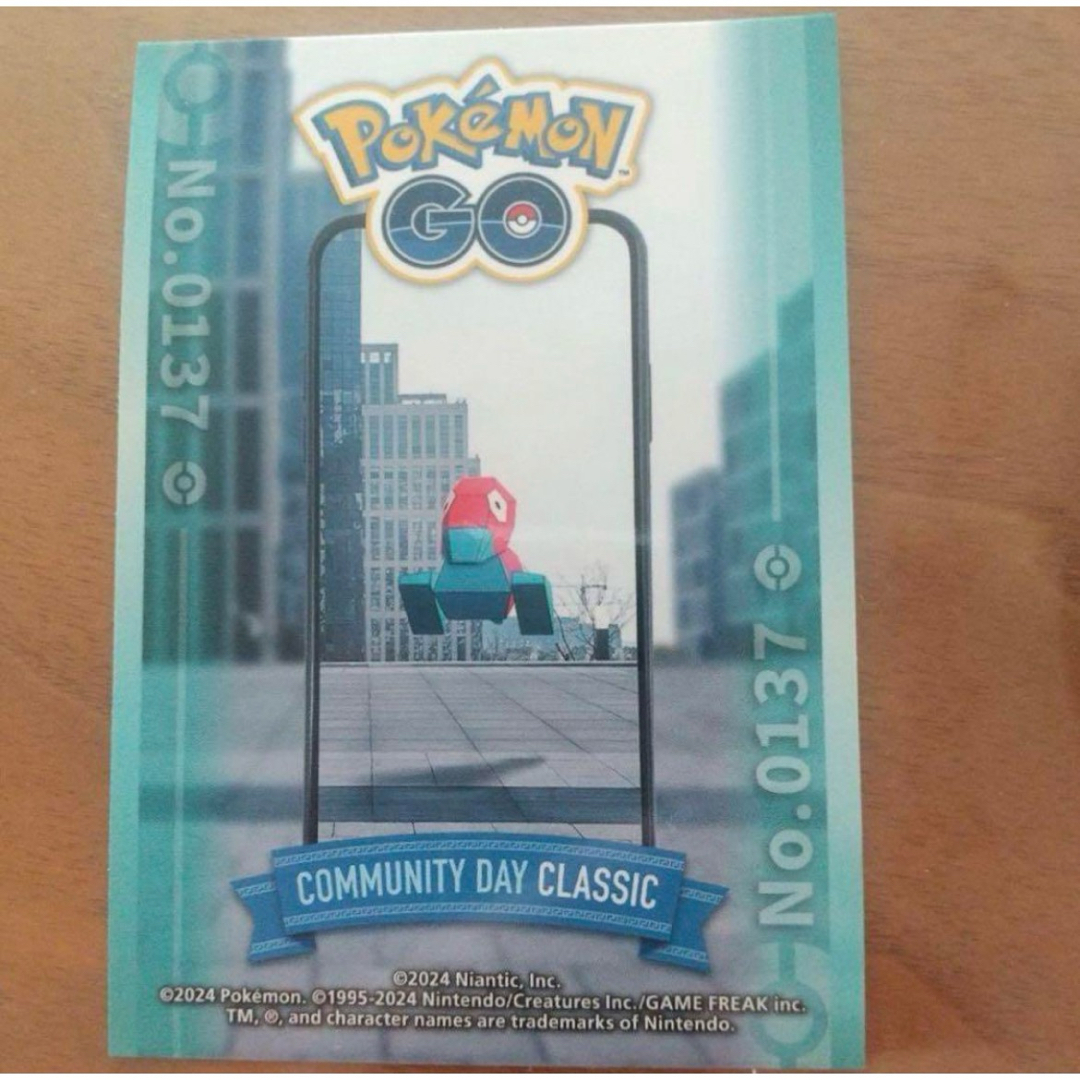 POKÉMON™
GO
No.0137
No.0137
COMMUNITY DAY CLASSIC
©2024 Niantic, Inc.
©2024 Pokémon. ©1995-2024 Nintendo/Creatures Inc./GAME FREAK inc.
TM, ®, and character names are trademarks of Nintendo.